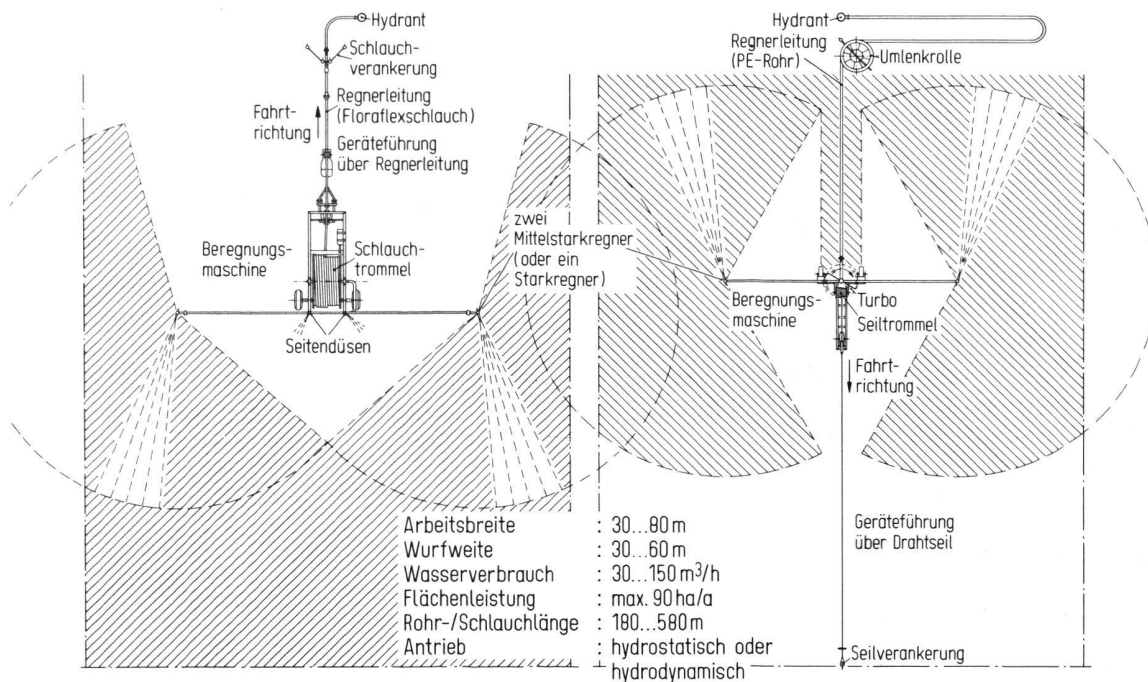 Hydrant
Schlauch-
verankerung
Regnerleitung
(Floraflexschlauch)
Fahrt-
richtung
Geräteführung
über Regnerleitung
Beregnungs-
maschine
Schlauch-
trommel
Seitendüsen
zwei
Mittelstarkregner
(oder ein
Starkregner)
Hydrant
Regnerleitung
(PE-Rohr)
Umlenkrolle
Beregnungs-
maschine
Turbo
Seiltrommel
Fahrt-
richtung
Geräteführung
über Drahtseil
Seilverankerung
Arbeitsbreite : 30...80 m
Wurfweite : 30...60 m
Wasserverbrauch : 30...150 m³/h
Flächenleistung : max. 90 ha/a
Rohr-/Schlauchlänge : 180...580 m
Antrieb : hydrostatisch oder
hydrodynamisch